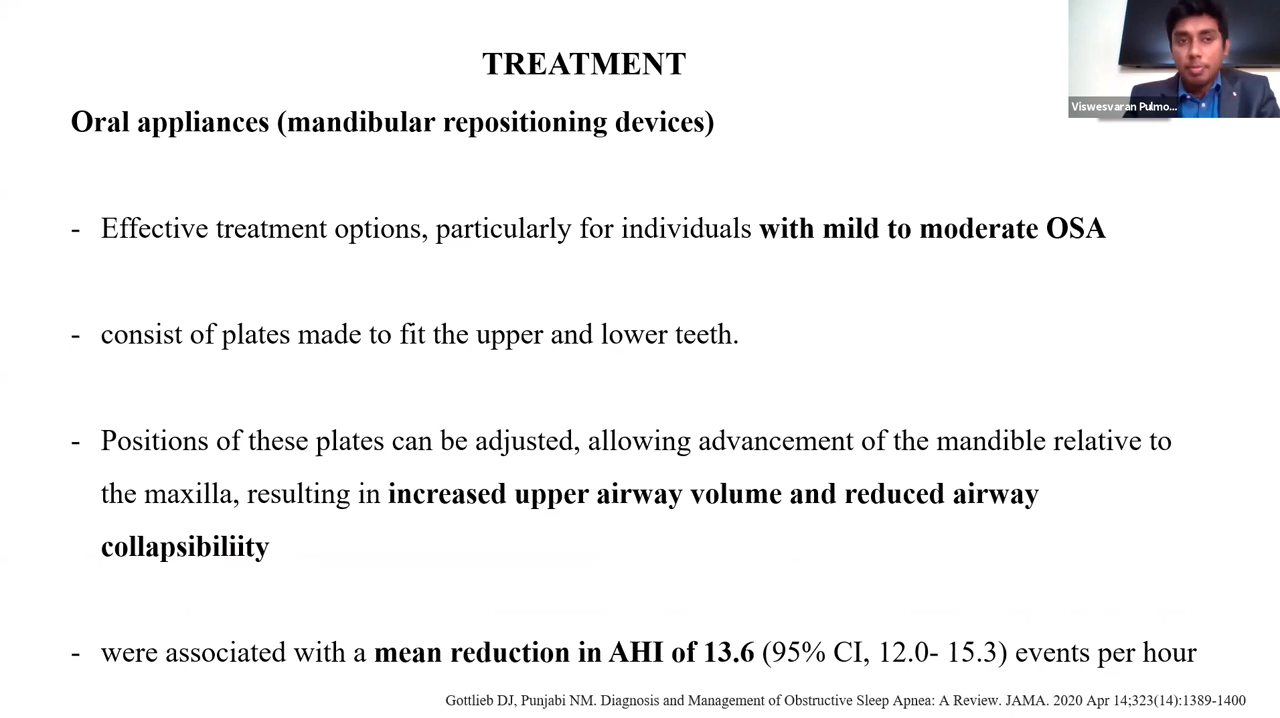 TREATMENT
Viswesvaran Pulmo...
Oral appliances (mandibular repositioning devices)
- Effective treatment options, particularly for individuals with mild to moderate OSA
- consist of plates made to fit the upper and lower teeth.
- Positions of these plates can be adjusted, allowing advancement of the mandible relative to
the maxilla, resulting in increased upper airway volume and reduced airway
collapsibiliity
- were associated with a mean reduction in AHI of 13.6 (95% CI, 12.0- 15.3) events per hour
Gottlieb DJ, Punjabi NM. Diagnosis and Management of Obstructive Sleep Apnea: A Review. JAMA. 2020 Apr 14;323(14):1389-1400